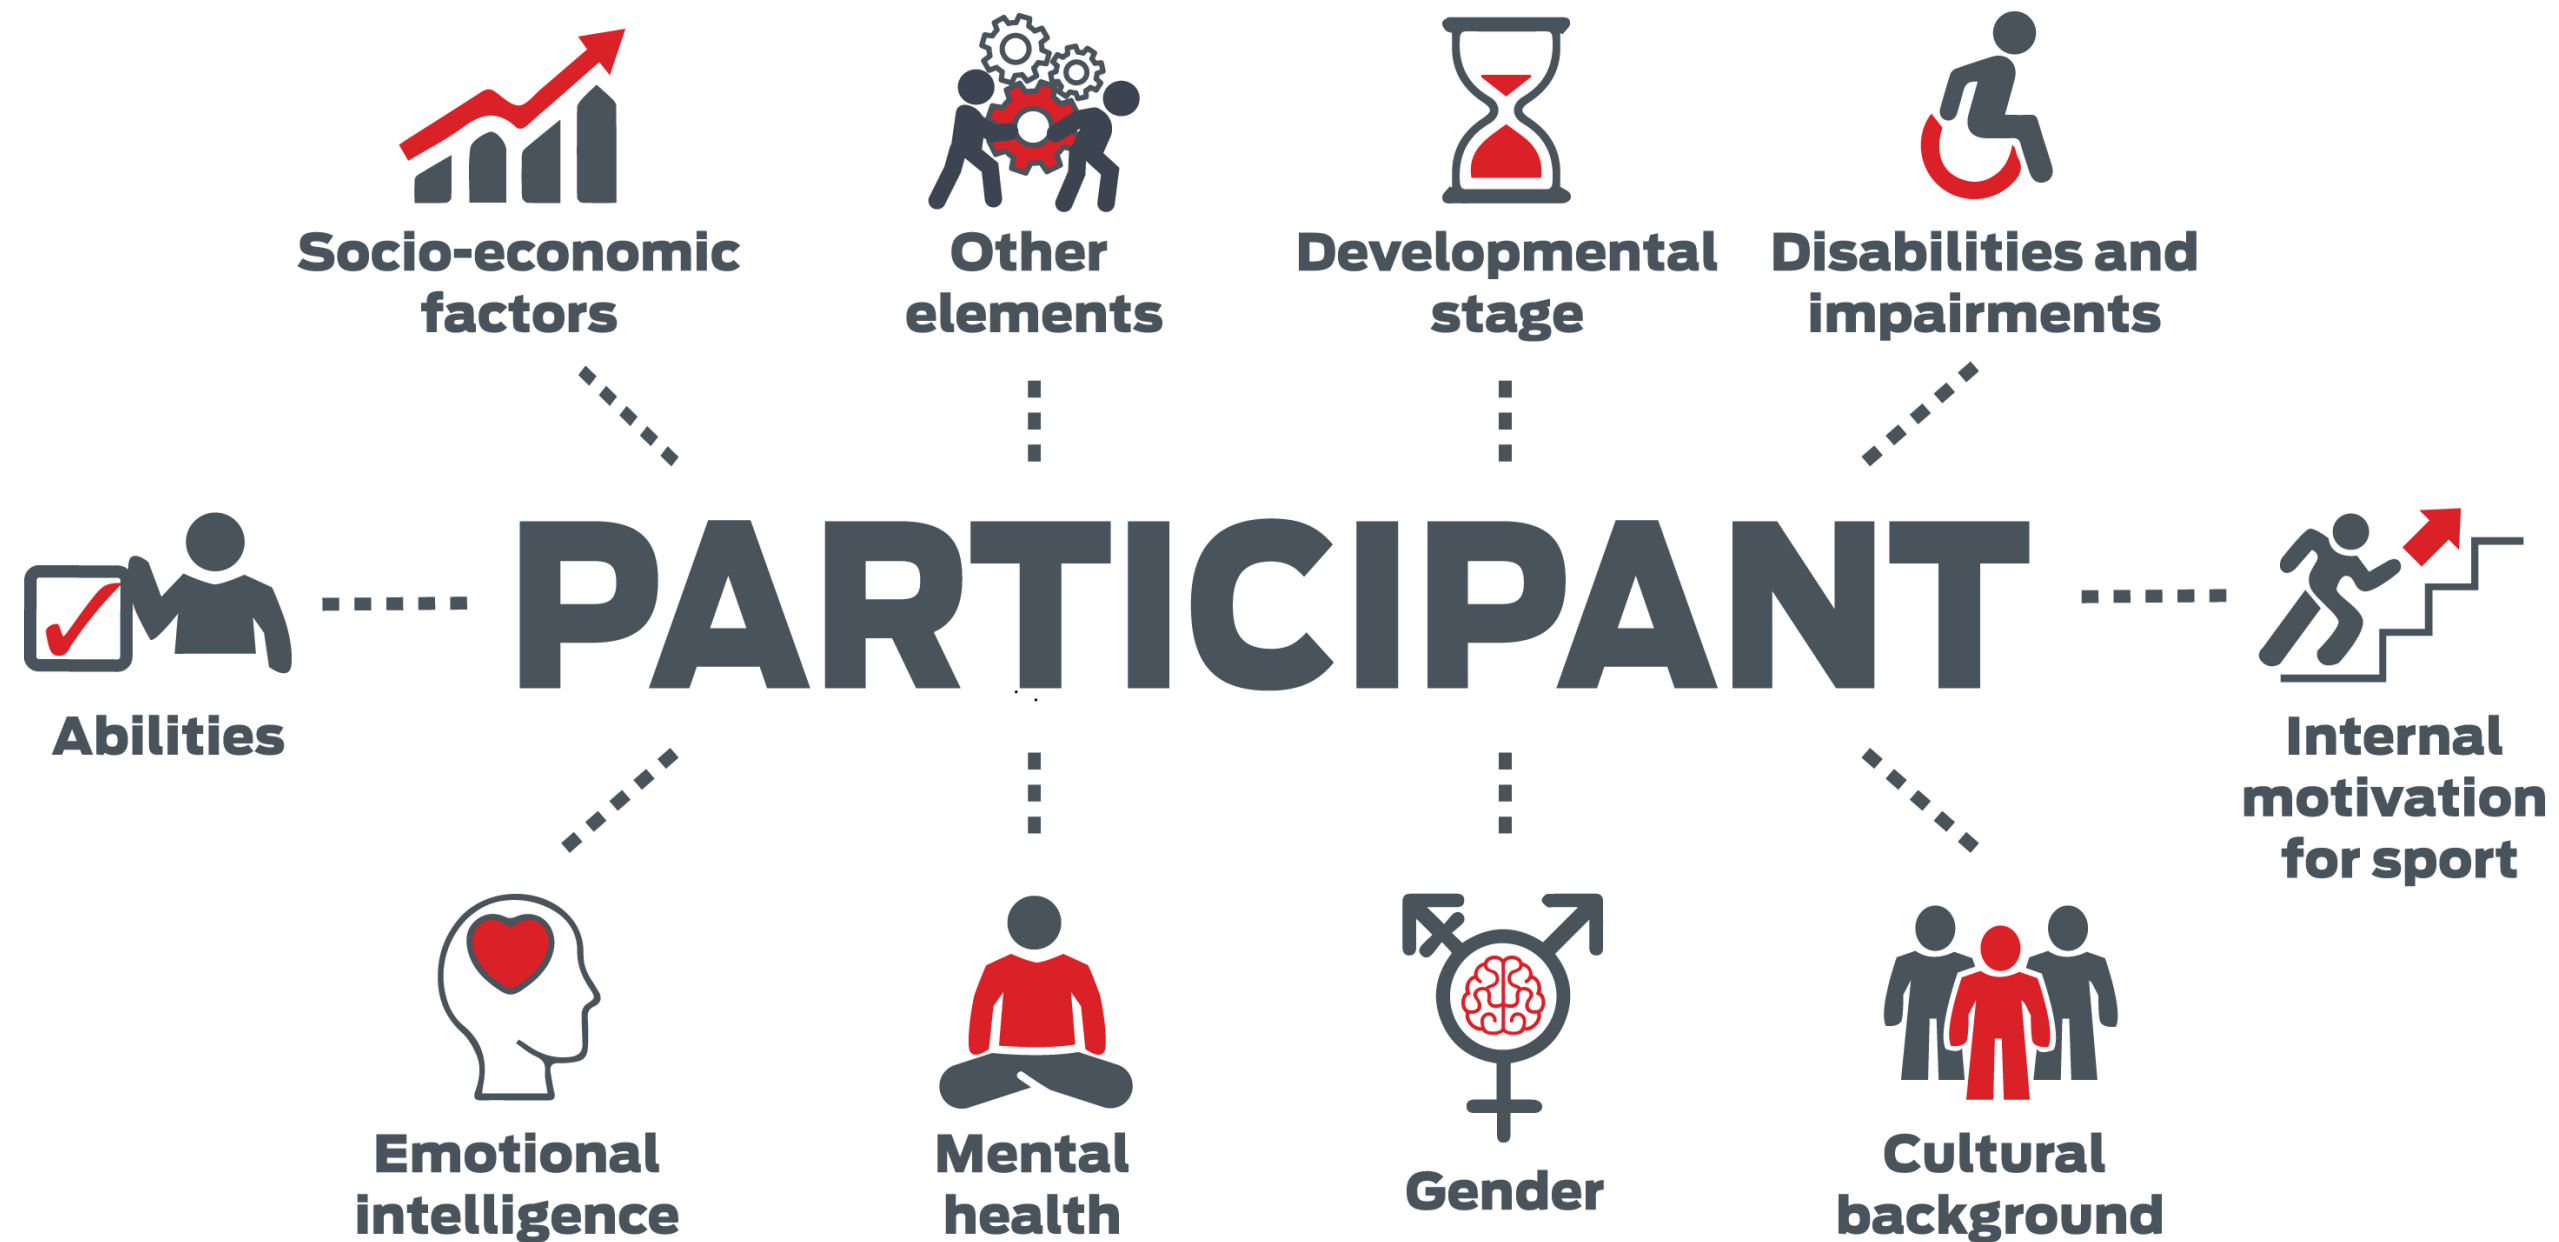 Socio-economic
factors
Other
elements
Developmental
stage
Disabilities and
impairments
PARTICIPANT
Abilities
Internal
motivation
for sport
Emotional
intelligence
Mental
health
Gender
Cultural
background